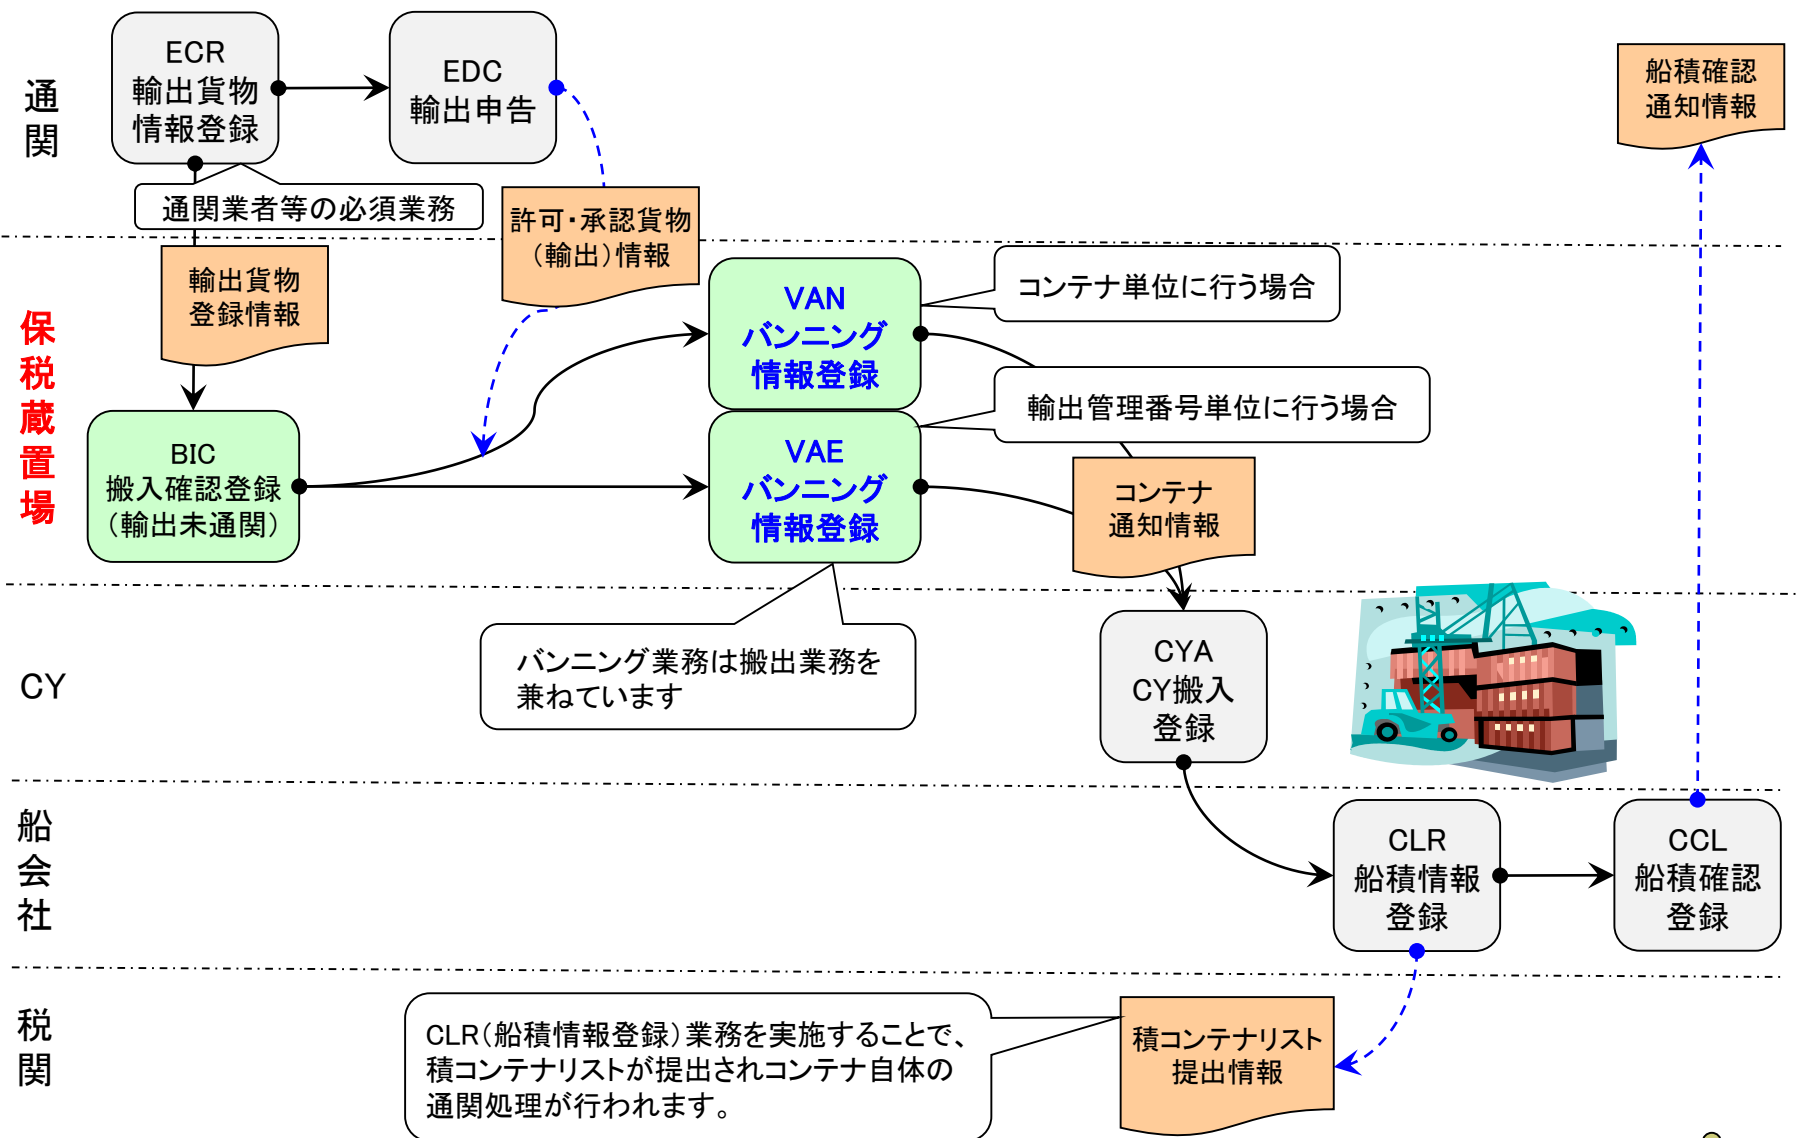 通
関
ECR
輸出貨物
情報登録
EDC
輸出申告
船積確認
通知情報
通関業者等の必須業務
許可・承認貨物
（輸出）情報
保
税
蔵
置
場
輸出貨物
登録情報
VAN
バンニング
情報登録
コンテナ単位に行う場合
BIC
搬入確認登録
（輸出未通関）
VAE
バンニング
情報登録
輸出管理番号単位に行う場合
コンテナ
通知情報
CY
バンニング業務は搬出業務を
兼ねています
CYA
CY搬入
登録
船
会
社
CLR
船積情報
登録
CCL
船積確認
登録
税
関
CLR（船積情報登録）業務を実施することで、
積コンテナリストが提出されコンテナ自体の
通関処理が行われます。
積コンテナリスト
提出情報